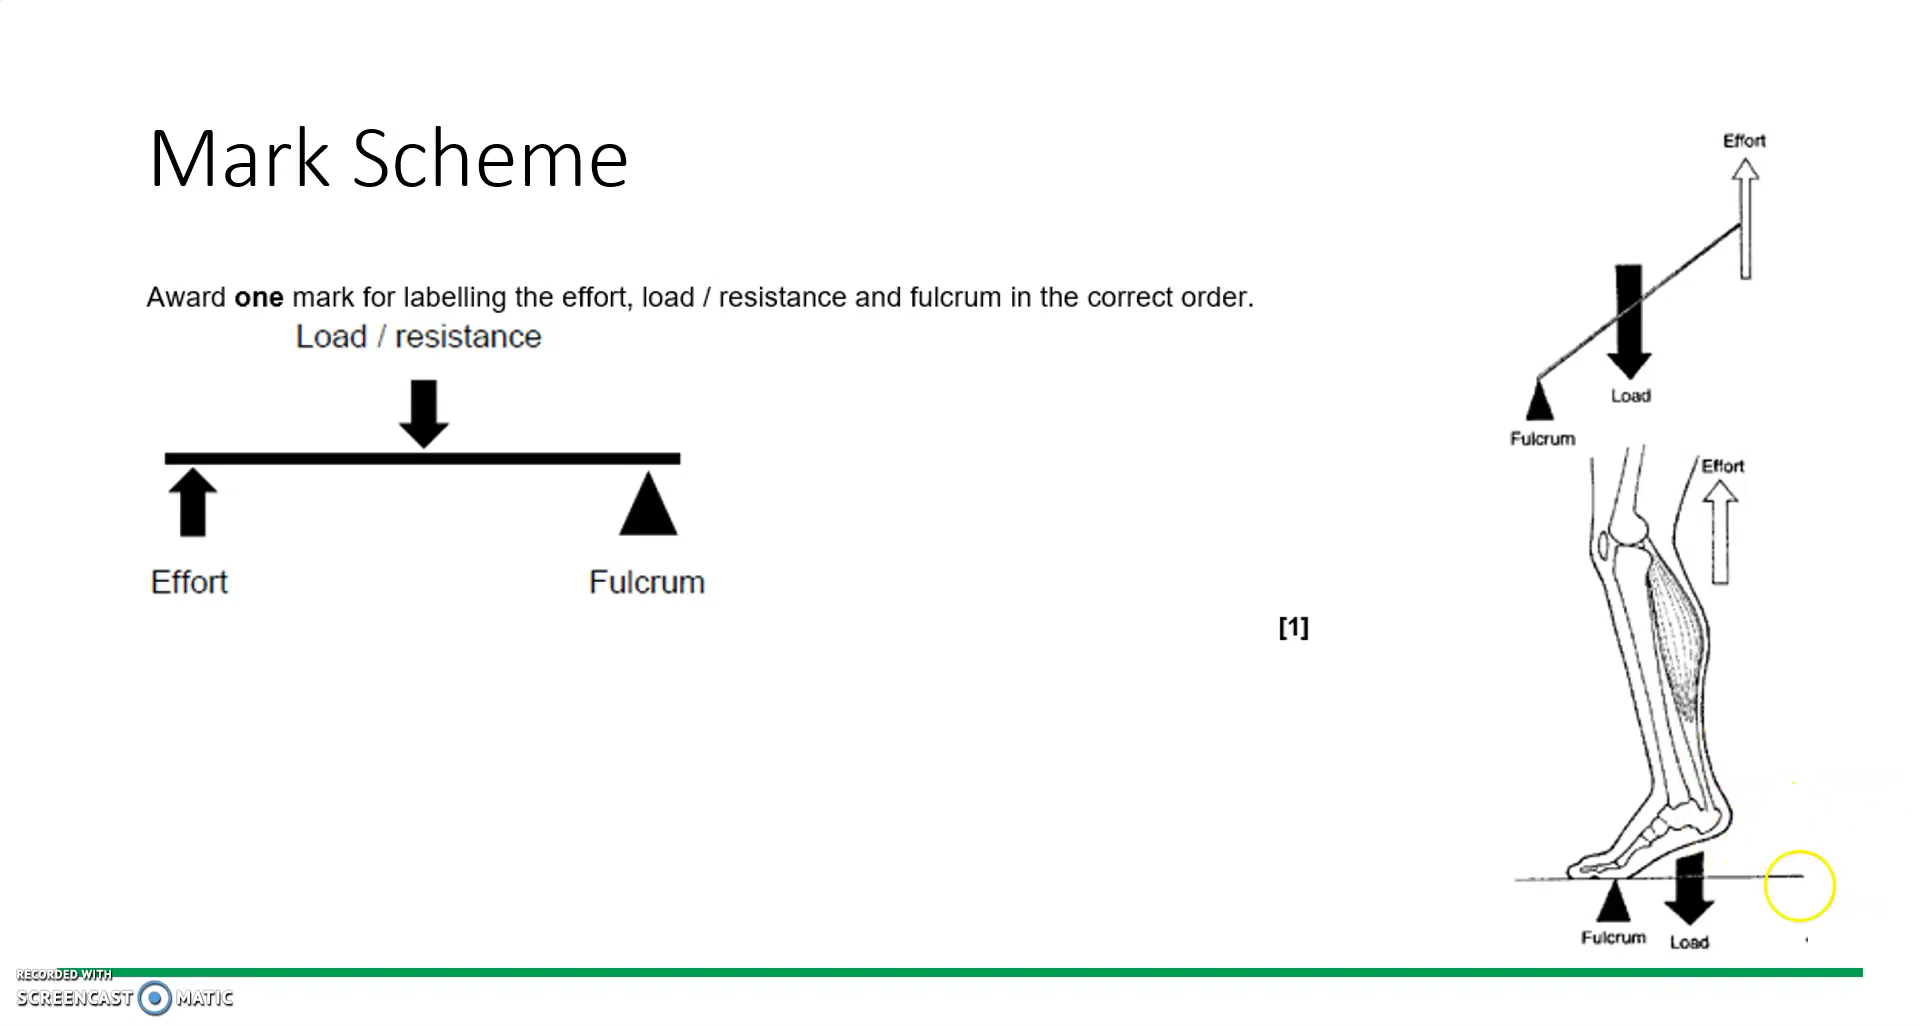 Mark Scheme
Award one mark for labelling the effort, load / resistance and fulcrum in the correct order.
Load / resistance
Effort
Fulcrum
[1]
Effort
Load
Fulcrum
Effort
Fulcrum
Load
RECORDED WITH
SCREENCAST MATIC